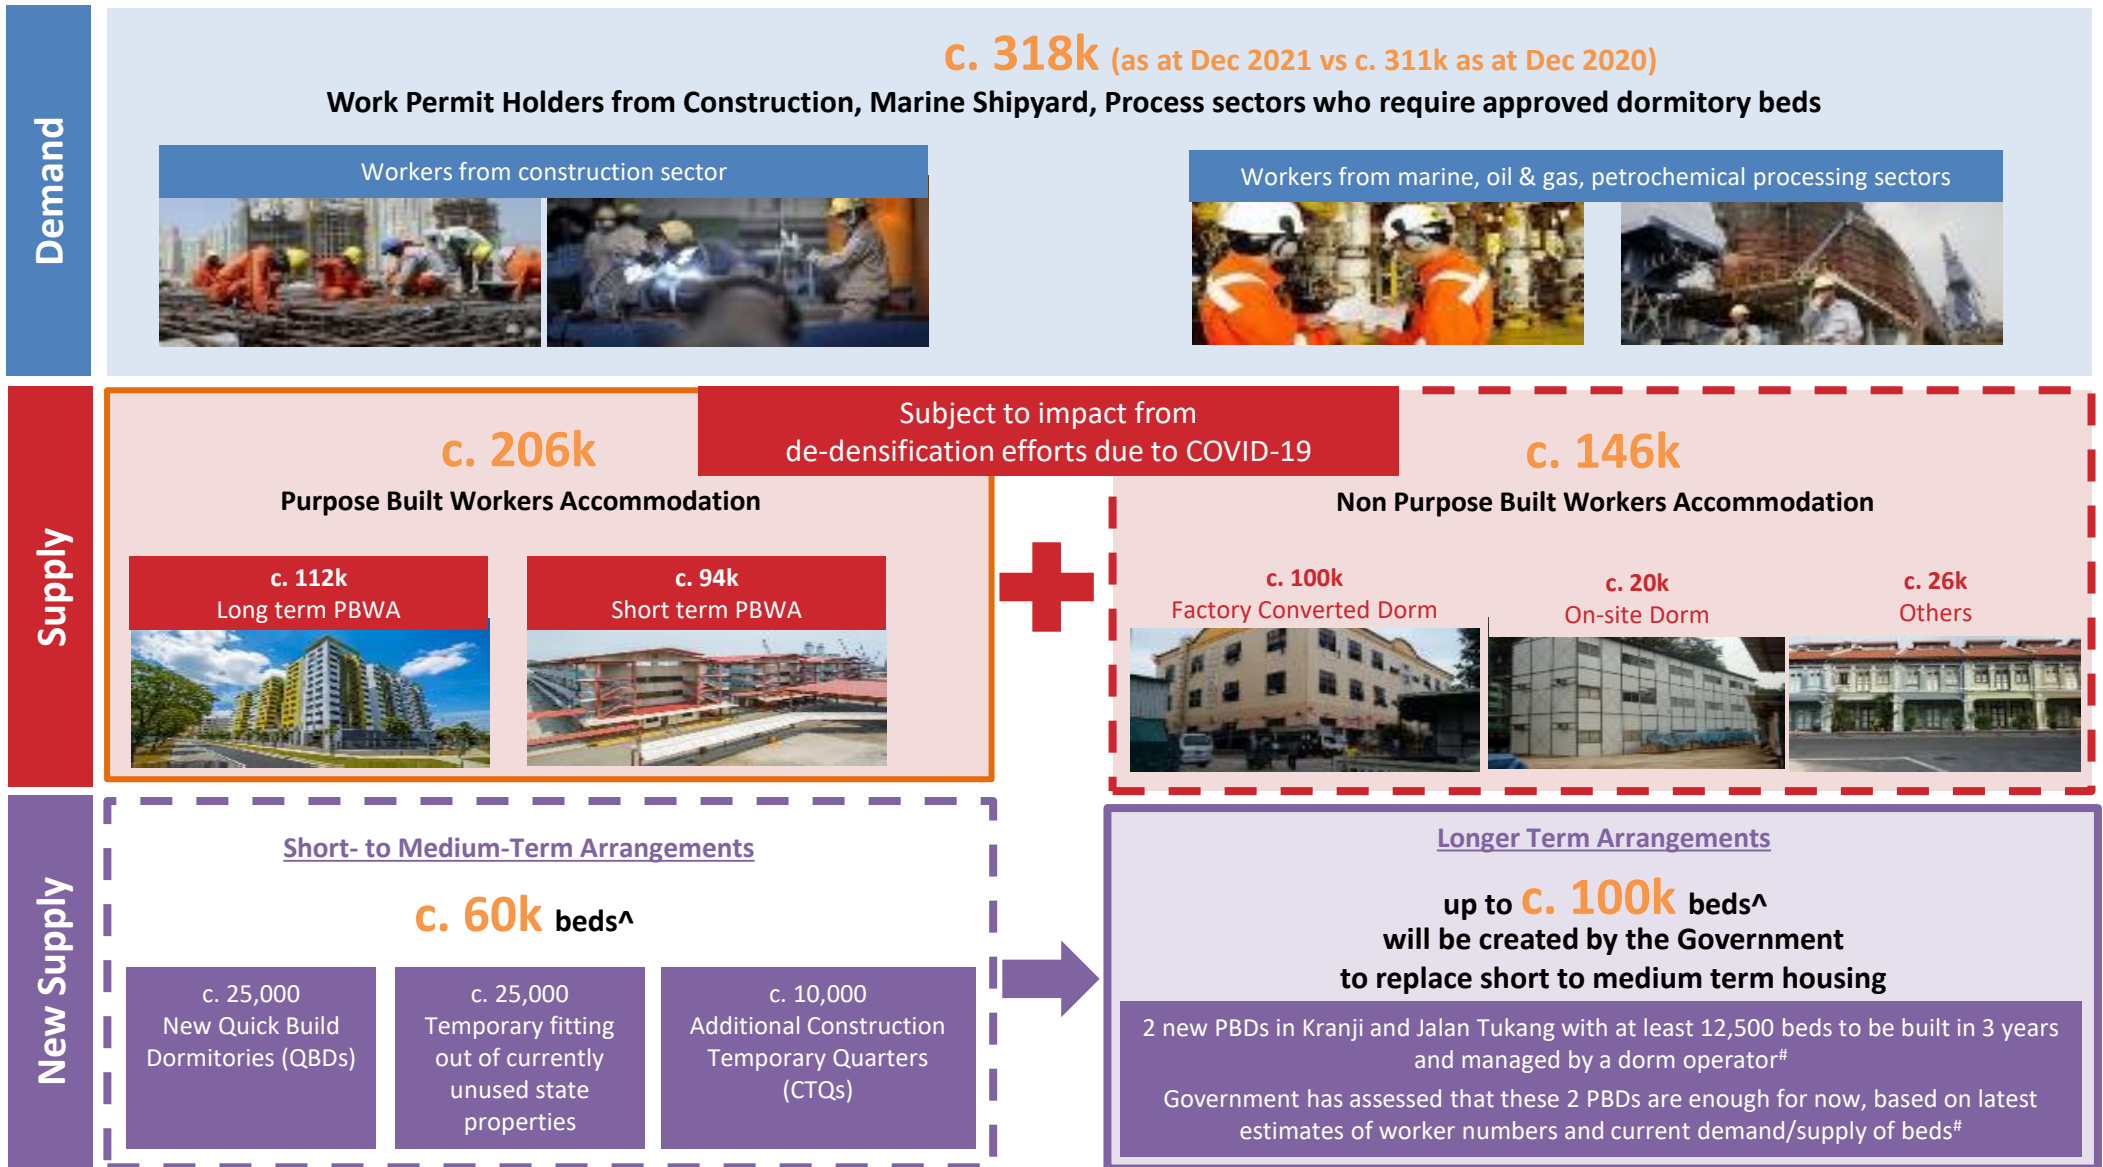 Demand
c. 318k (as at Dec 2021 vs c. 311k as at Dec 2020)
Work Permit Holders from Construction, Marine Shipyard, Process sectors who require approved dormitory beds
Workers from construction sector
Workers from marine, oil & gas, petrochemical processing sectors
Supply
Subject to impact from
de-densification efforts due to COVID-19
c. 206k
Purpose Built Workers Accommodation
c. 112k
Long term PBWA
c. 94k
Short term PBWA
c. 146k
Non Purpose Built Workers Accommodation
c. 100k
Factory Converted Dorm
c. 20k
On-site Dorm
c. 26k
Others
New Supply
Short- to Medium-Term Arrangements
c. 60k beds^
c. 25,000
New Quick Build
Dormitories (QBDs)
c. 25,000
Temporary fitting
out of currently
unused state
properties
c. 10,000
Additional Construction
Temporary Quarters
(CTQs)
Longer Term Arrangements
up to c. 100k beds^
will be created by the Government
to replace short to medium term housing
2 new PBDs in Kranji and Jalan Tukang with at least 12,500 beds to be built in 3 years
and managed by a dorm operator#
Government has assessed that these 2 PBDs are enough for now, based on latest
estimates of worker numbers and current demand/supply of beds#